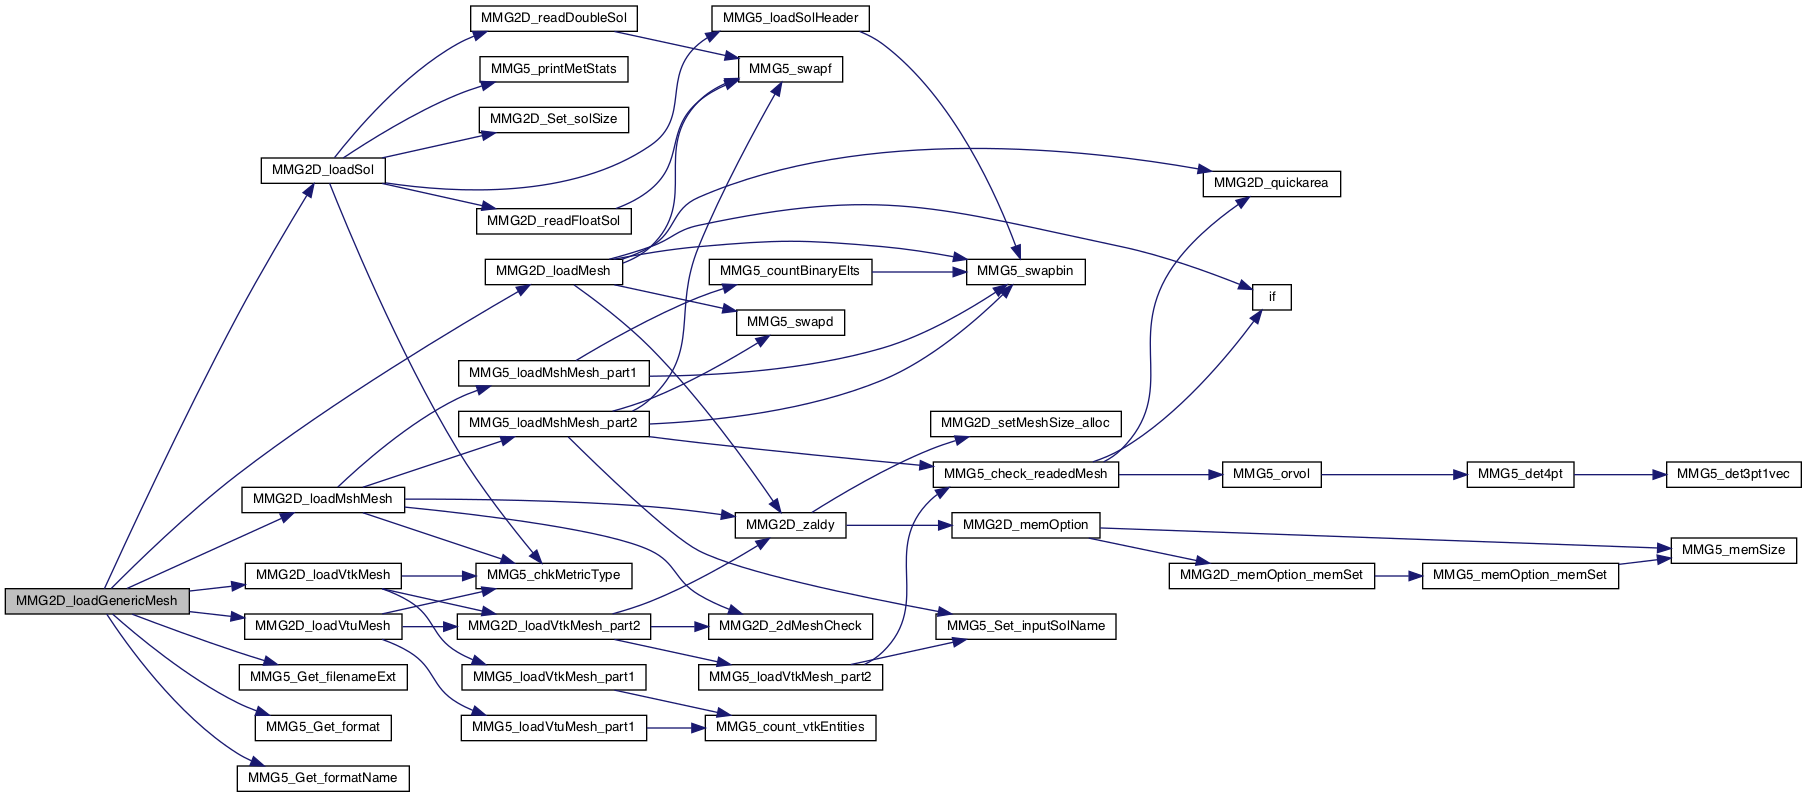 MMG2D_readDoubleSol
MMG5_loadSolHeader
MMG5_printMetStats
MMG5_swapf
MMG2D_Set_solSize
MMG2D_loadSol
MMG2D_quickarea
MMG2D_readFloatSol
MMG2D_loadMesh
MMG5_countBinaryElts
MMG5_swapbin
if
MMG5_swapd
MMG5_loadMshMesh_part1
MMG5_loadMshMesh_part2
MMG2D_setMeshSize_alloc
MMG5_check_readedMesh
MMG5_orvol
MMG5_det4pt
MMG5_det3pt1vec
MMG2D_loadMshMesh
MMG2D_zaldy
MMG2D_memOption
MMG5_memSize
MMG2D_loadVtkMesh
MMG5_chkMetricType
MMG2D_memOption_memSet
MMG5_memOption_memSet
MMG2D_loadGenericMesh
MMG2D_loadVtuMesh
MMG2D_loadVtkMesh_part2
MMG2D_2dMeshCheck
MMG5_Set_inputSolName
MMG5_Get_filenameExt
MMG5_loadVtkMesh_part1
MMG5_loadVtkMesh_part2
MMG5_Get_format
MMG5_loadVtuMesh_part1
MMG5_count_vtkEntities
MMG5_Get_formatName